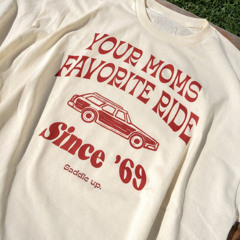 YOUR MOMS
FAVORITE RIDE
Since '69
Saddle up.